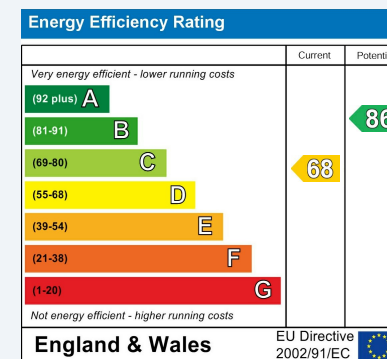 Energy Efficiency Rating
Current
Potenti
Very energy efficient - lower running costs
(92 plus) A
(81-91) B
86
(69-80) C
68
(55-68) D
(39-54) E
(21-38) F
(1-20) G
Not energy efficient - higher running costs
England & Wales
EU Directive
2002/91/EC